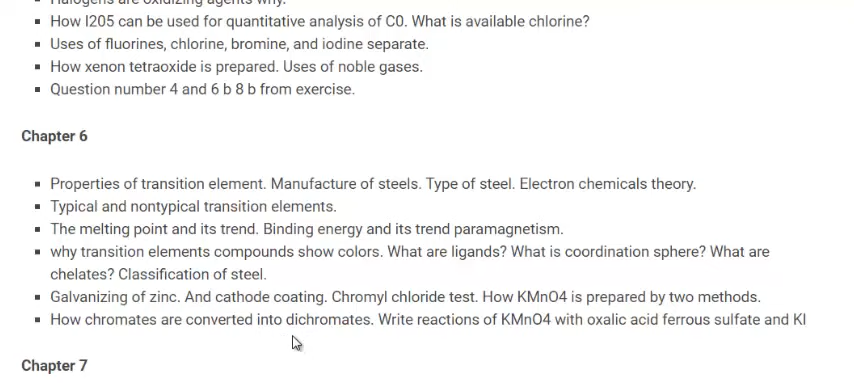 Halogens are oxidizing agents why.
▪ How I205 can be used for quantitative analysis of C0. What is available chlorine?
▪ Uses of fluorines, chlorine, bromine, and iodine separate.
▪ How xenon tetraoxide is prepared. Uses of noble gases.
▪ Question number 4 and 6 b 8 b from exercise.
Chapter 6
▪ Properties of transition element. Manufacture of steels. Type of steel. Electron chemicals theory.
▪ Typical and nontypical transition elements.
▪ The melting point and its trend. Binding energy and its trend paramagnetism.
▪ why transition elements compounds show colors. What are ligands? What is coordination sphere? What are
chelates? Classification of steel.
▪ Galvanizing of zinc. And cathode coating. Chromyl chloride test. How KMnO4 is prepared by two methods.
▪ How chromates are converted into dichromates. Write reactions of KMnO4 with oxalic acid ferrous sulfate and KI
Chapter 7